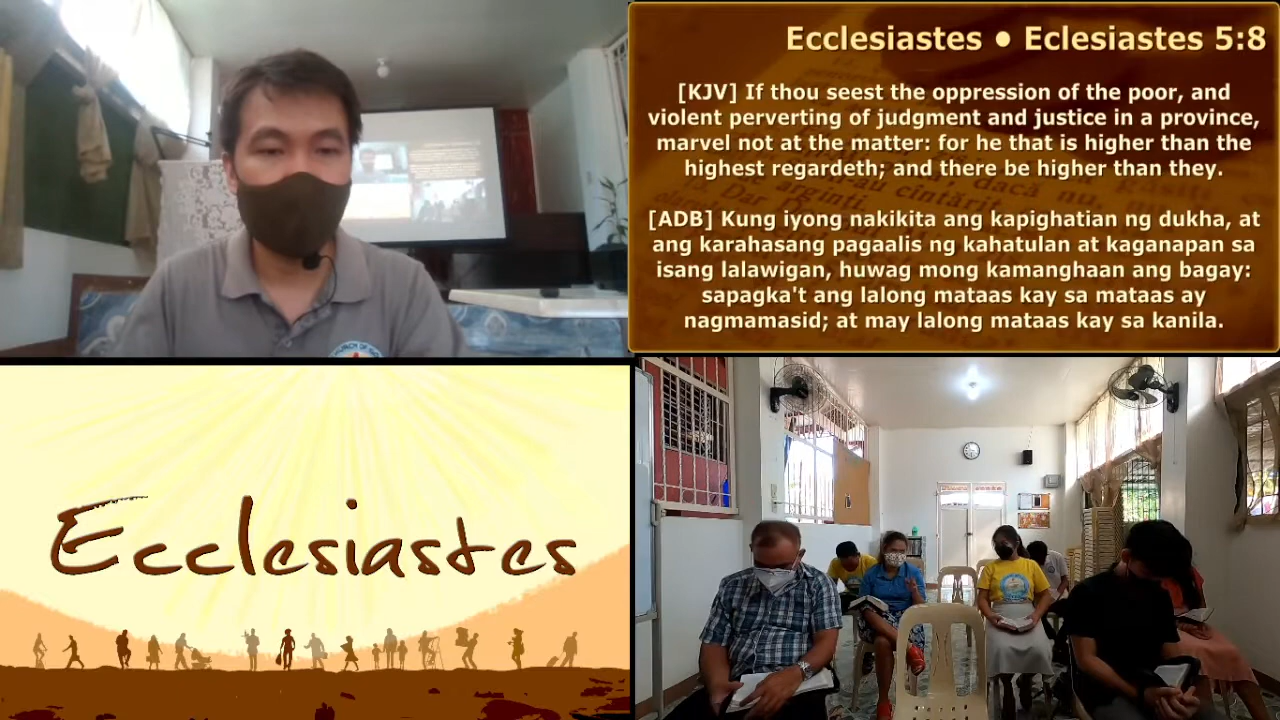 Ecclesiastes • Eclesiastes 5:8
[KJV] If thou seest the oppression of the poor, and
violent perverting of judgment and justice in a province,
marvel not at the matter: for he that is higher than the
highest regardeth; and there be higher than they.
[ADB] Kung iyong nakikita ang kapighatian ng dukha, at
ang karahasang pagaalis ng kahatulan at kaganapan sa
isang lalawigan, huwag mong kamanghaan ang bagay:
sapagka't ang lalong mataas kay sa mataas ay
nagmamasid; at may lalong mataas kay sa kanila.
Ecclesiastes